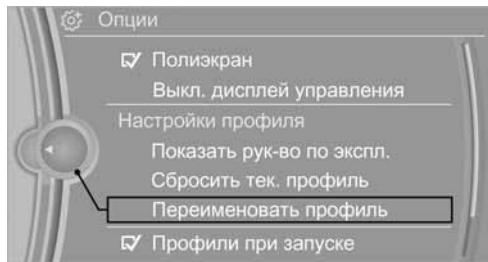 Опции
Полиэкран
Выкл. дисплей управления
Настройки профиля
Показать рук-во по экспл.
Сбросить тек. профиль
Переименовать профиль
Профили при запуске